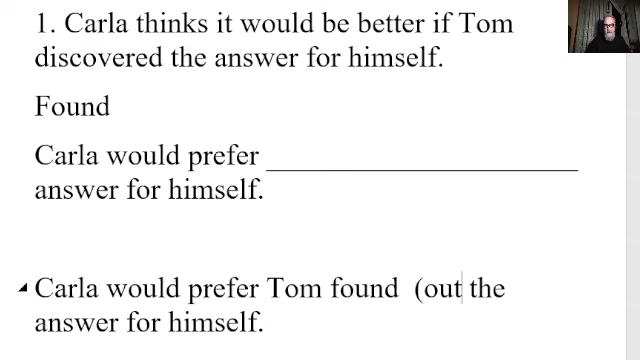 1. Carla thinks it would be better if Tom
discovered the answer for himself.
Found
Carla would prefer ______________________
answer for himself.
Carla would prefer Tom found (out the
answer for himself.